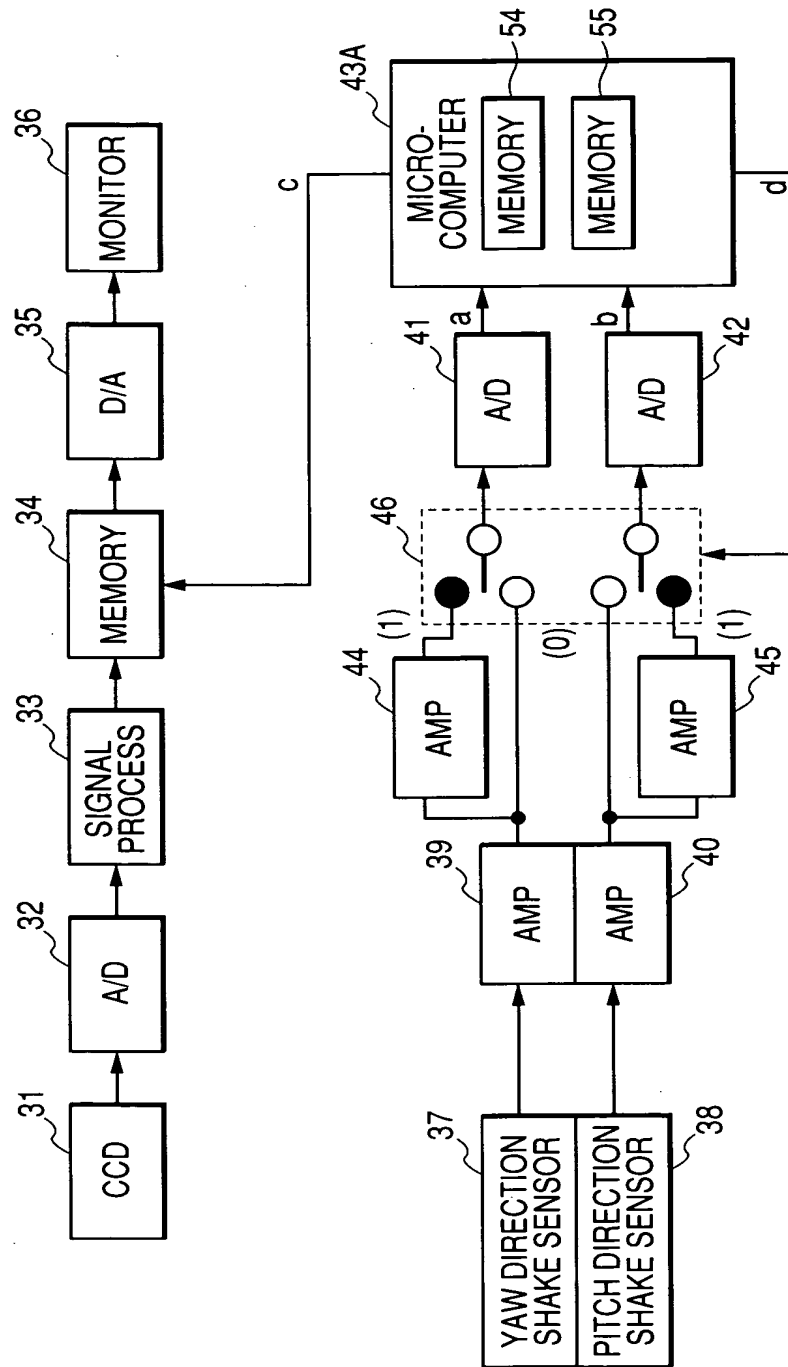 31
CCD
32
A/D
33
SIGNAL
PROCESS
34
MEMORY
35
D/A
36
MONITOR
c
37
YAW DIRECTION
SHAKE SENSOR
PITCH DIRECTION
SHAKE SENSOR
38
39
AMP
AMP
40
44
AMP
(1)
(0)
45
AMP
(1)
46
41
A/D
a
A/D
42
b
43A
MICRO-
COMPUTER
54
MEMORY
55
MEMORY
d